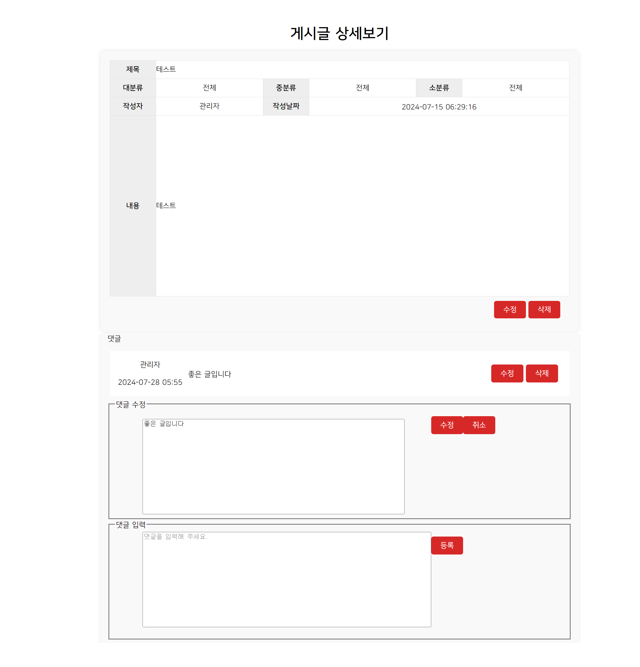 게시글 상세보기
제목 테스트
대분류 전체 중분류 전체 소분류 전체
작성자 관리자 작성날짜 2024-07-15 06:29:16
내용 테스트
수정 삭제
댓글
관리자
좋은 글입니다 수정 삭제
2024-07-28 05:55
댓글 수정
좋은 글입니다
수정 취소
댓글 입력
댓글을 입력해 주세요.
등록